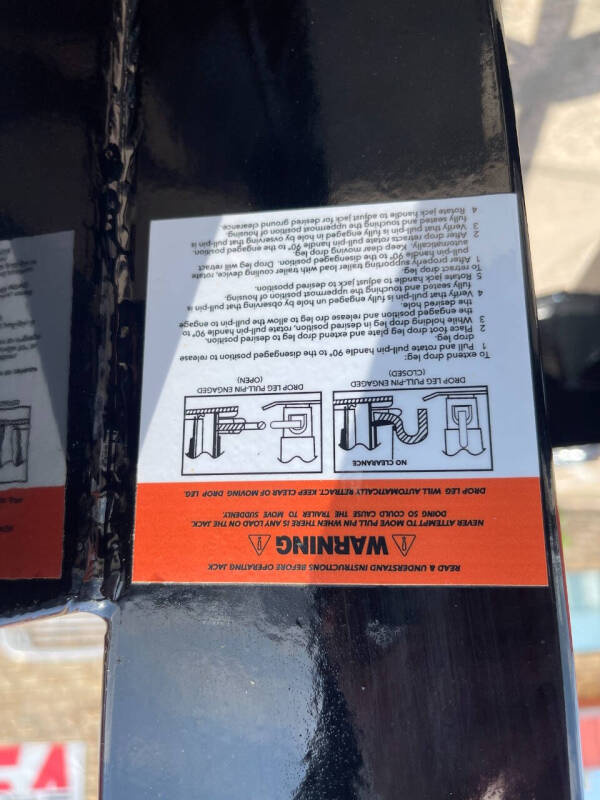 READ & UNDERSTAND INSTRUCTIONS BEFORE OPERATING JACK
WARNING
NEVER ATTEMPT TO MOVE PULL PIN WHEN THERE IS ANY LOAD ON THE JACK.
DOING SO COULD CAUSE THE TRAILER TO MOVE SUDDENLY.
DROP LEG WILL AUTOMATICALLY RETRACT. KEEP CLEAR OF MOVING DROP LEG.
NO CLEARANCE
DROP LEG PULL-PIN ENGAGED
(CLOSED)
DROP LEG PULL-PIN ENGAGED
(OPEN)
To extend drop leg:
1 Pull and rotate pull-pin handle 90° to the disengaged position to release
drop leg.
2 Place foot drop leg plate and extend drop leg to desired position.
3 While holding drop leg in desired position, rotate pull-pin handle 90° to
the engaged position and release drop leg to allow the pull-pin to engage
the desired hole.
4 Verify that pull-pin is fully engaged in hole by ovserving that pull-pin is
fully seated and touching the uppermost position of housing.
5 Rotate jack handle to adjust jack to desired pposition.
To retract drop leg:
1 After properly supporting trailer load with trailer couling device, rotate
pull-pin handle 90° to the disengaged position. Drop leg will retract
automatically. Keep clear moving drop leg.
2 After drop retracts rotate pull-pin handle 90° to the engaged position.
3 Verify that pull-pin is fully engaged in hole by ovserving that pull-pin is
fully seated and touching the uppermost position of housing.
4 Rotate jack handle to adjust jack for desired ground clearance